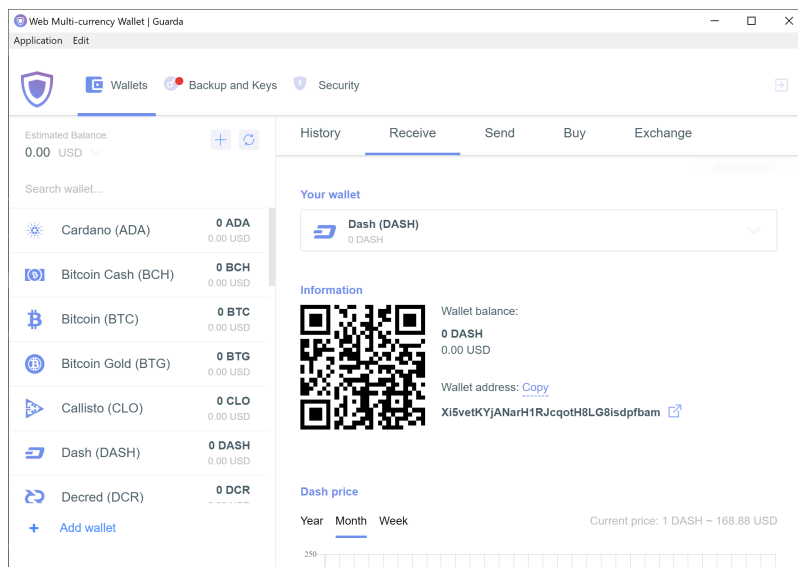 Web Multi-currency Wallet | Guarda
Application Edit
Wallets Backup and Keys Security
Estimated Balance:
0.00 USD
Search wallet...
Cardano (ADA) 0 ADA
0.00 USD
Bitcoin Cash (BCH) 0 BCH
0.00 USD
Bitcoin (BTC) 0 BTC
0.00 USD
Bitcoin Gold (BTG) 0 BTG
0.00 USD
Callisto (CLO) 0 CLO
0.00 USD
Dash (DASH) 0 DASH
0.00 USD
Decred (DCR) 0 DCR
+ Add wallet
History Receive Send Buy Exchange
Your wallet
Dash (DASH)
0 DASH
Information
Wallet balance:
0 DASH
0.00 USD
Wallet address: Copy
Xi5vetKYjANarH1RJcqotH8LG8isdpfbam
Dash price
Year Month Week
Current price: 1 DASH ~ 168.88 USD
250